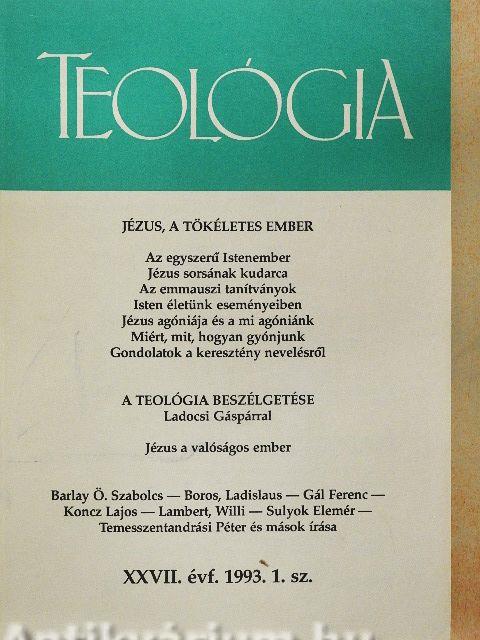 TEOLÓGIA
JÉZUS, A TÖKÉLETES EMBER
Az egyszerű Istenember
Jézus sorsának kudarca
Az emmauszi tanítványok
Isten életünk eseményeiben
Jézus agóniája és a mi agóniánk
Miért, mit, hogyan gyónjunk
Gondolatok a keresztény nevelésről
A TEOLÓGIA BESZÉLGETÉSE
Ladocsi Gáspárral
Jézus a valóságos ember
Barlay Ö. Szabolcs — Boros, Ladislaus — Gál Ferenc —
Koncz Lajos — Lambert, Willi — Sulyok Elemér —
Temesszentandrási Péter és mások írása
XXVII. évf. 1993. 1. sz.
Antikvárium.hu